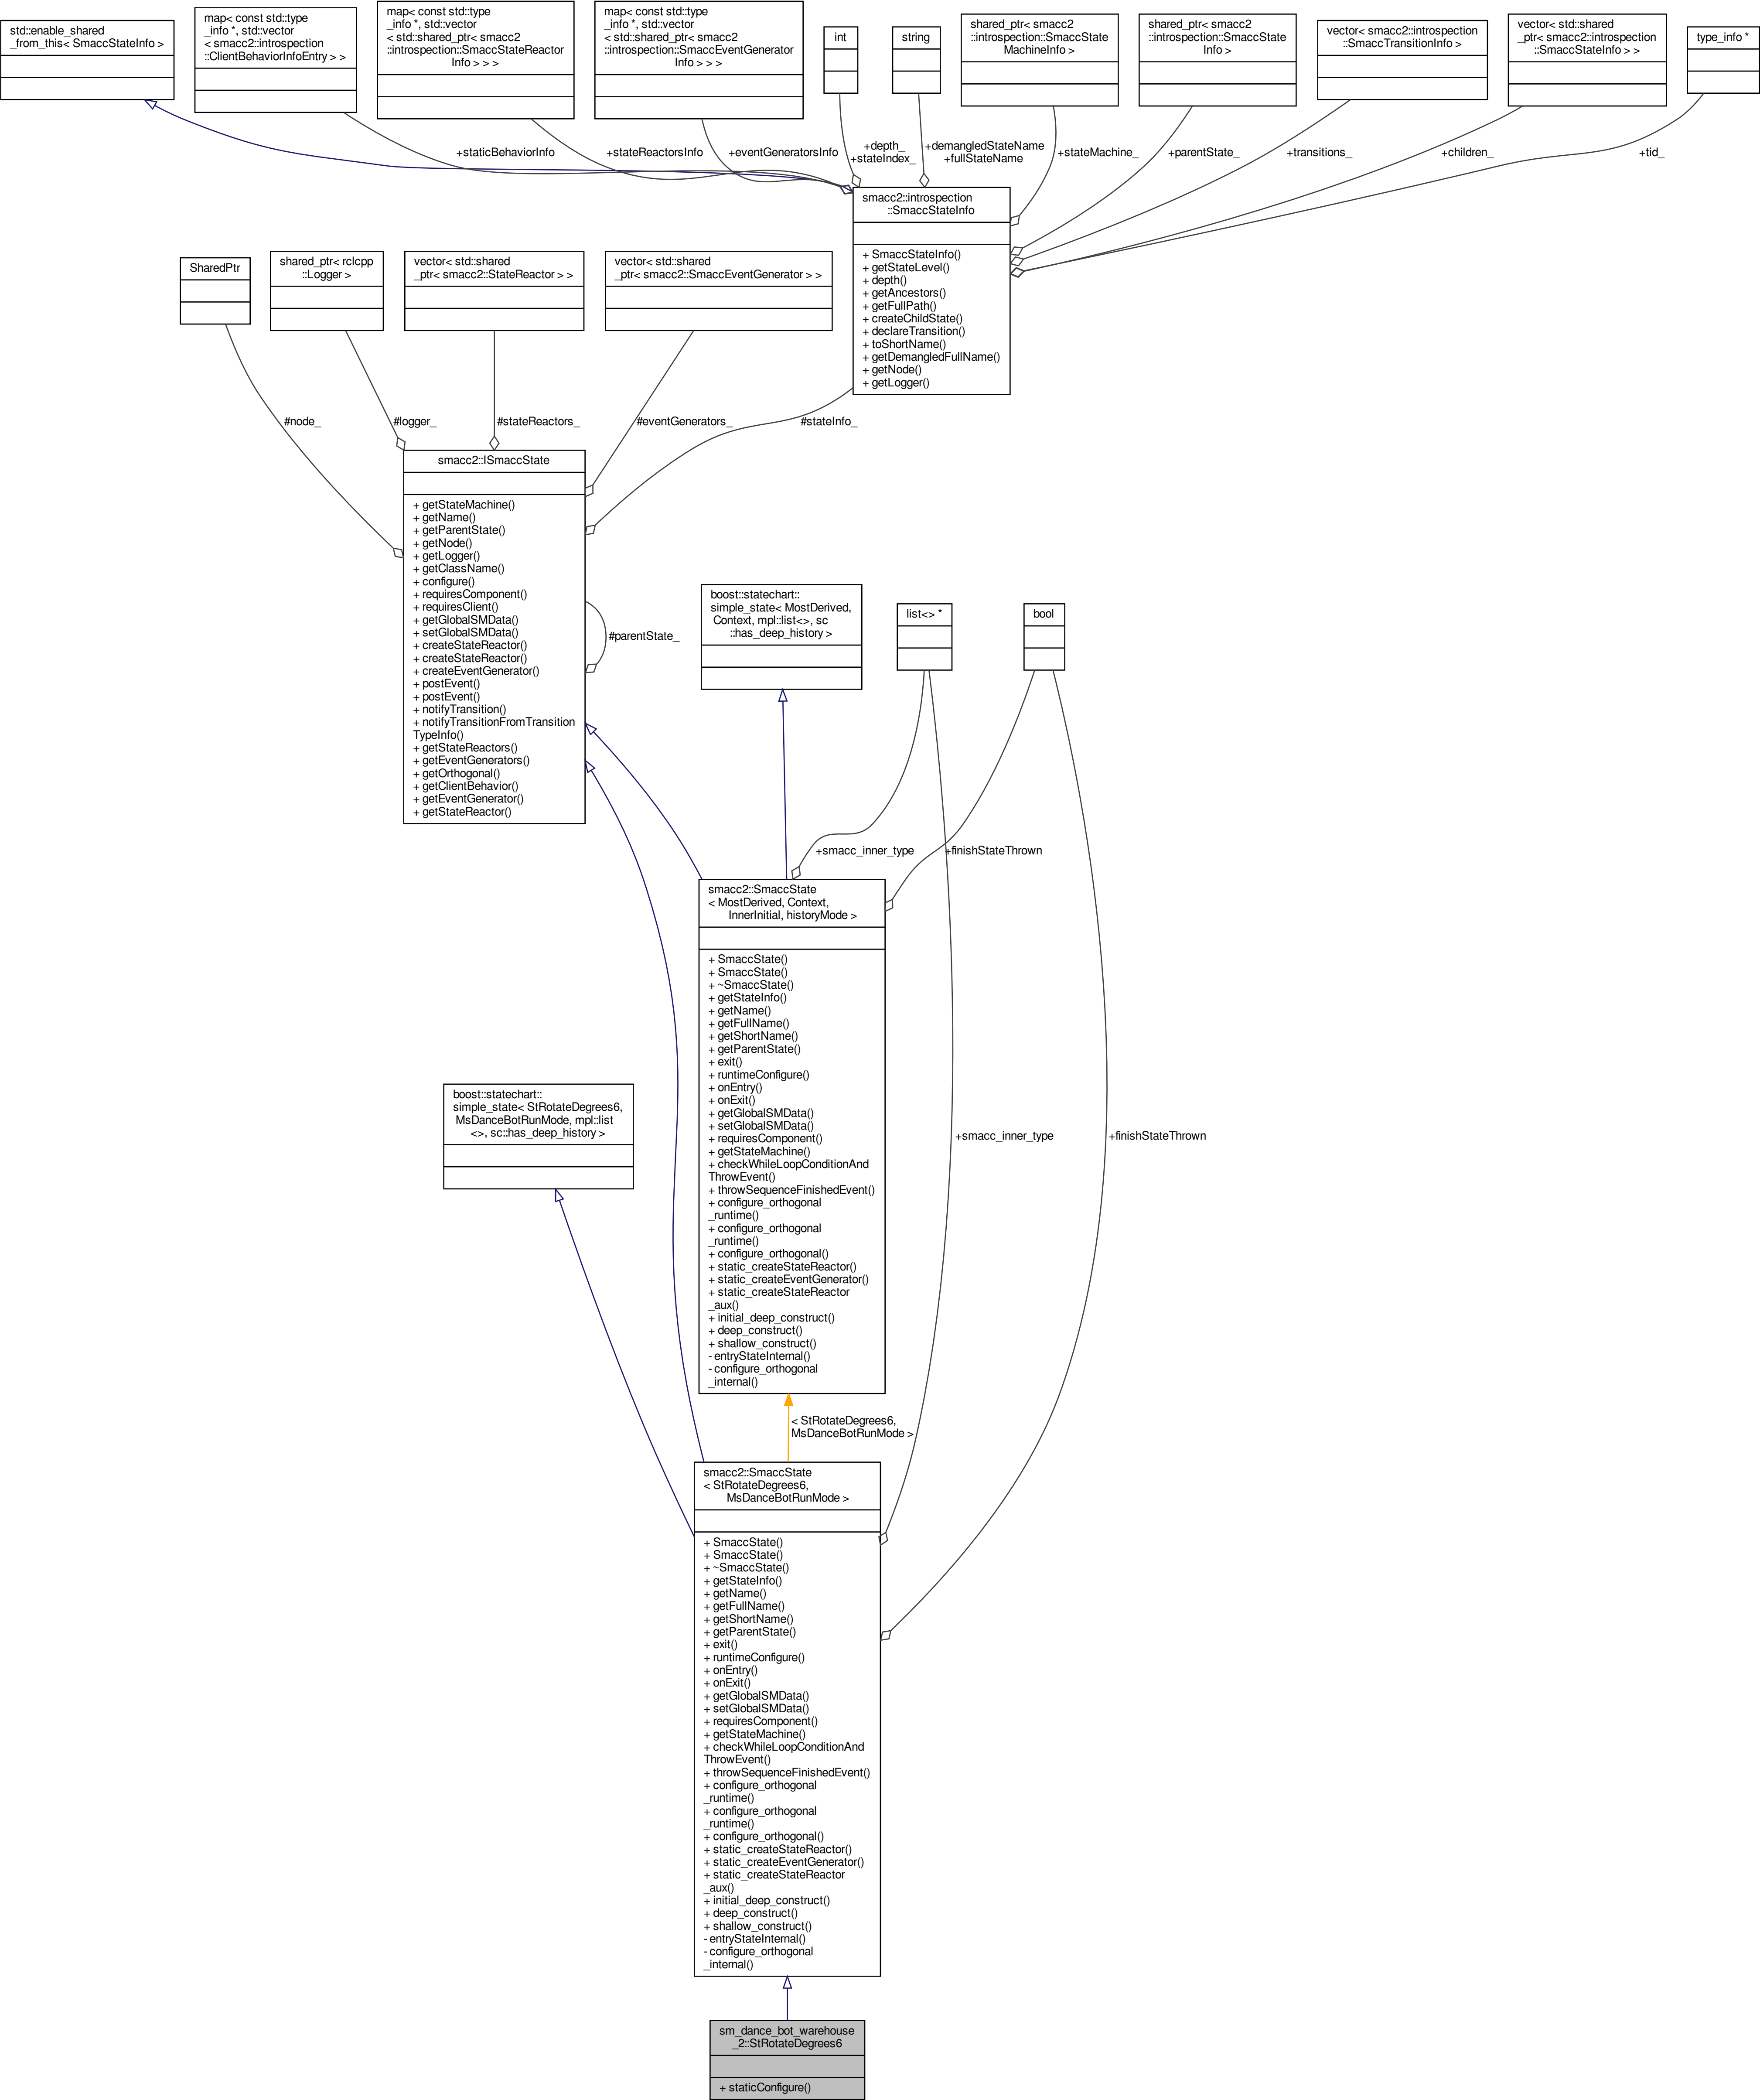 std::enable_shared
_from_this< SmaccStateInfo >
map< const std::type
_info *, std::vector
< smacc2::introspection
::ClientBehaviorInfoEntry > >
map< const std::type
_info *, std::vector
< std::shared_ptr< smacc2
::introspection::SmaccStateReactor
Info > > >
map< const std::type
_info *, std::vector
< std::shared_ptr< smacc2
::introspection::SmaccEventGenerator
Info > > >
int
string
shared_ptr< smacc2
::introspection::SmaccState
MachineInfo >
shared_ptr< smacc2
::introspection::SmaccState
Info >
vector< smacc2::introspection
::SmaccTransitionInfo >
vector< std::shared
_ptr< smacc2::introspection
::SmaccStateInfo > >
type_info *
+staticBehaviorInfo
+stateReactorsInfo
+eventGeneratorsInfo
+depth_
+stateIndex_
+demangledStateName
+fullStateName
+stateMachine_
+parentState_
+transitions_
+children_
+tid_
smacc2::introspection
::SmaccStateInfo
+ SmaccStateInfo()
+ getStateLevel()
+ depth()
+ getAncestors()
+ getFullPath()
+ createChildState()
+ declareTransition()
+ toShortName()
+ getDemangledFullName()
+ getNode()
+ getLogger()
SharedPtr
shared_ptr< rclcpp
::Logger >
vector< std::shared
_ptr< smacc2::StateReactor > >
vector< std::shared
_ptr< smacc2::SmaccEventGenerator > >
#node_
#logger_
#stateReactors_
#eventGenerators_
#stateInfo_
smacc2::ISmaccState
+ getStateMachine()
+ getName()
+ getParentState()
+ getNode()
+ getLogger()
+ getClassName()
+ configure()
+ requiresComponent()
+ requiresClient()
+ getGlobalSMData()
+ setGlobalSMData()
+ createStateReactor()
+ createStateReactor()
+ createEventGenerator()
+ postEvent()
+ postEvent()
+ notifyTransition()
+ notifyTransitionFromTransition
TypeInfo()
+ getStateReactors()
+ getEventGenerators()
+ getOrthogonal()
+ getClientBehavior()
+ getEventGenerator()
+ getStateReactor()
#parentState_
boost::statechart::
simple_state< MostDerived,
Context, mpl::list<>, sc
::has_deep_history >
list<> *
bool
+smacc_inner_type
+finishStateThrown
smacc2::SmaccState
< MostDerived, Context,
InnerInitial, historyMode >
+ SmaccState()
+ SmaccState()
+ ~SmaccState()
+ getStateInfo()
+ getName()
+ getFullName()
+ getShortName()
+ getParentState()
+ exit()
+ runtimeConfigure()
+ onEntry()
+ onExit()
+ getGlobalSMData()
+ setGlobalSMData()
+ requiresComponent()
+ getStateMachine()
+ checkWhileLoopConditionAnd
ThrowEvent()
+ throwSequenceFinishedEvent()
+ configure_orthogonal
_runtime()
+ configure_orthogonal
_runtime()
+ configure_orthogonal()
+ static_createStateReactor()
+ static_createEventGenerator()
+ static_createStateReactor
_aux()
+ initial_deep_construct()
+ deep_construct()
+ shallow_construct()
- entryStateInternal()
- configure_orthogonal
_internal()
boost::statechart::
simple_state< StRotateDegrees6,
MsDanceBotRunMode, mpl::list
<>, sc::has_deep_history >
+smacc_inner_type
+finishStateThrown
< StRotateDegrees6,
MsDanceBotRunMode >
smacc2::SmaccState
< StRotateDegrees6,
MsDanceBotRunMode >
+ SmaccState()
+ SmaccState()
+ ~SmaccState()
+ getStateInfo()
+ getName()
+ getFullName()
+ getShortName()
+ getParentState()
+ exit()
+ runtimeConfigure()
+ onEntry()
+ onExit()
+ getGlobalSMData()
+ setGlobalSMData()
+ requiresComponent()
+ getStateMachine()
+ checkWhileLoopConditionAnd
ThrowEvent()
+ throwSequenceFinishedEvent()
+ configure_orthogonal
_runtime()
+ configure_orthogonal
_runtime()
+ configure_orthogonal()
+ static_createStateReactor()
+ static_createEventGenerator()
+ static_createStateReactor
_aux()
+ initial_deep_construct()
+ deep_construct()
+ shallow_construct()
- entryStateInternal()
- configure_orthogonal
_internal()
sm_dance_bot_warehouse
_2::StRotateDegrees6
+ staticConfigure()